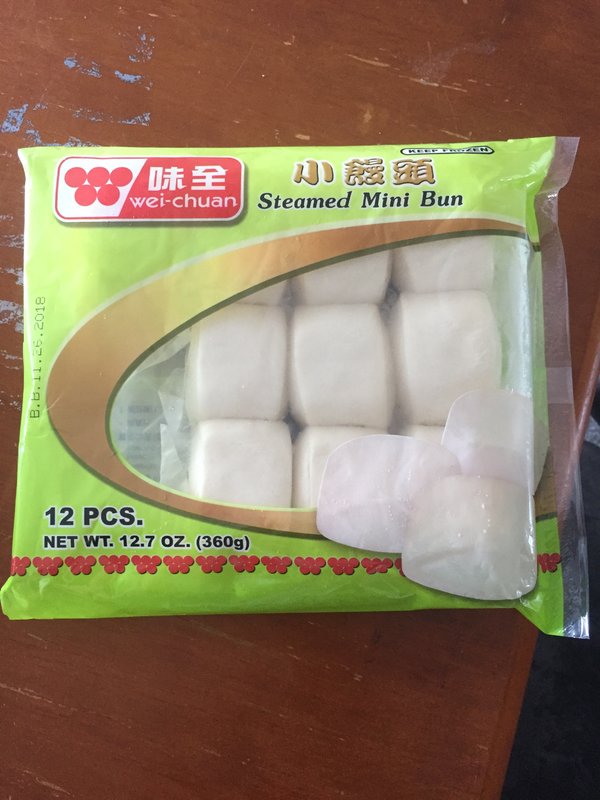 KEEP FROZEN
味全
wei-chuan
小饅頭
Steamed Mini Bun
B.B.11.26.2018
12 PCS.
NET WT. 12.7 OZ. (360g)